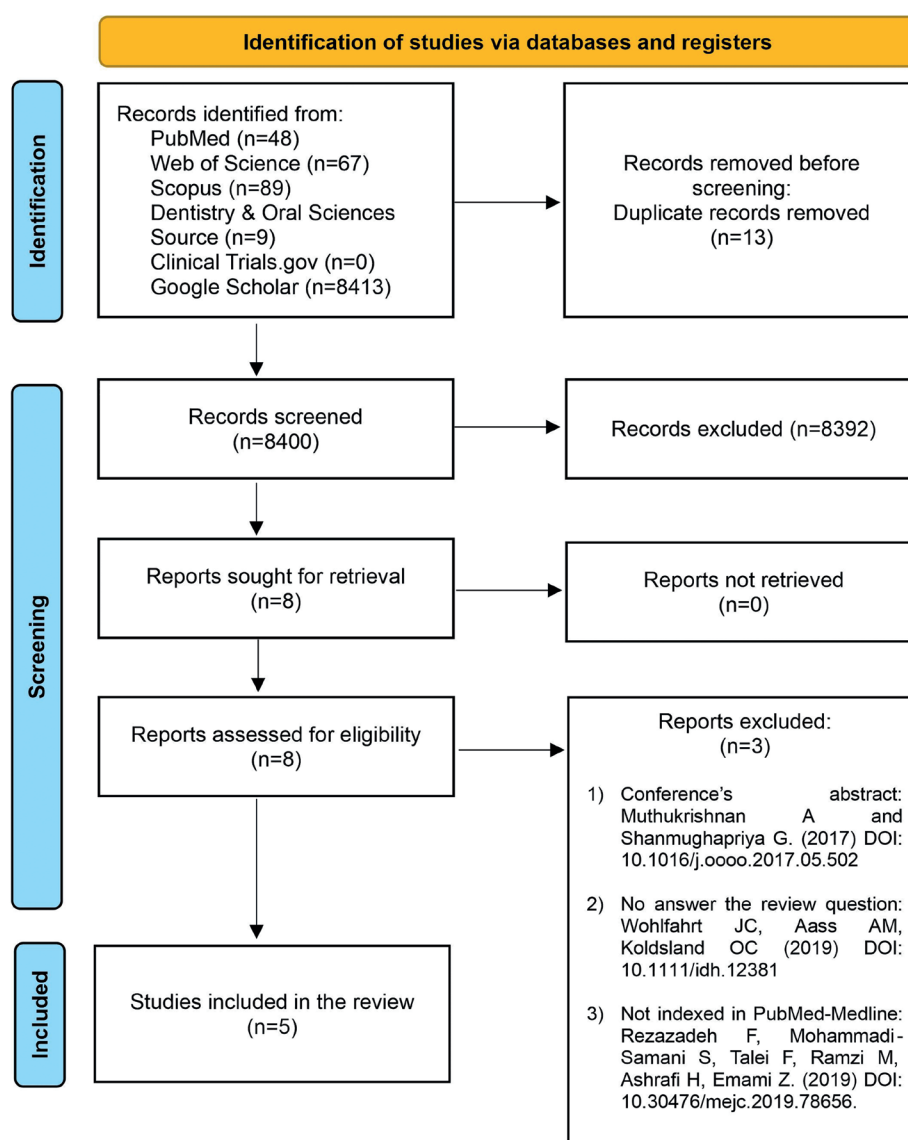 Identification of studies via databases and registers
Identification
Records identified from:
PubMed (n=48)
Web of Science (n=67)
Scopus (n=89)
Dentistry & Oral Sciences
Source (n=9)
Clinical Trials.gov (n=0)
Google Scholar (n=8413)
Records removed before
screening:
Duplicate records removed
(n=13)
Screening
Records screened
(n=8400)
Records excluded (n=8392)
Reports sought for retrieval
(n=8)
Reports not retrieved
(n=0)
Reports assessed for eligibility
(n=8)
Reports excluded:
(n=3)
1) Conference’s abstract:
Muthukrishnan A and
Shanmughapriya G. (2017) DOI:
10.1016/j.oooo.2017.05.502
2) No answer the review question:
Wohlfahrt JC, Aass AM,
Koldsland OC (2019) DOI:
10.1111/idh.12381
3) Not indexed in PubMed-Medline:
Rezazadeh F, Mohammadi-
Samani S, Talei F, Ramzi M,
Ashrafi H, Emami Z. (2019) DOI:
10.30476/mejc.2019.78656.
Included
Studies included in the review
(n=5)